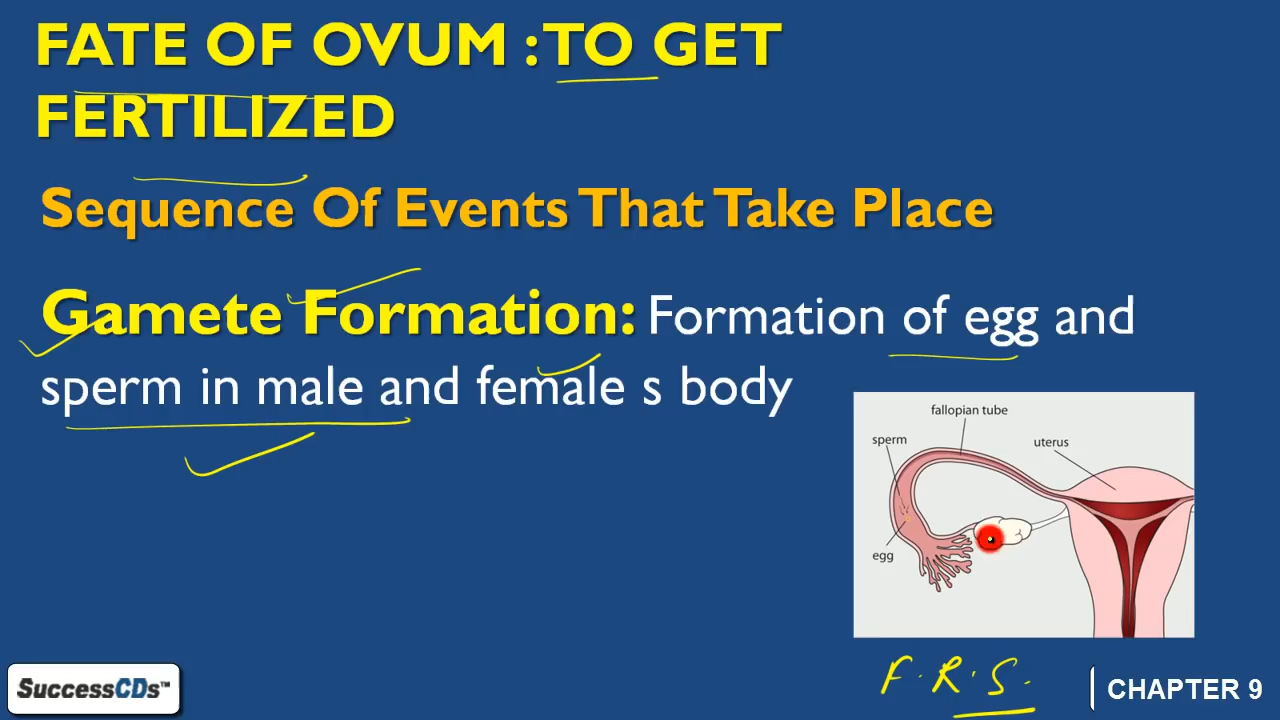 FATE OF OVUM : TO GET
FERTILIZED
Sequence Of Events That Take Place
Gamete Formation: Formation of egg and
sperm in male and female s body
fallopian tube
sperm
uterus
egg
F.R.S.
SuccessCDs™
CHAPTER 9